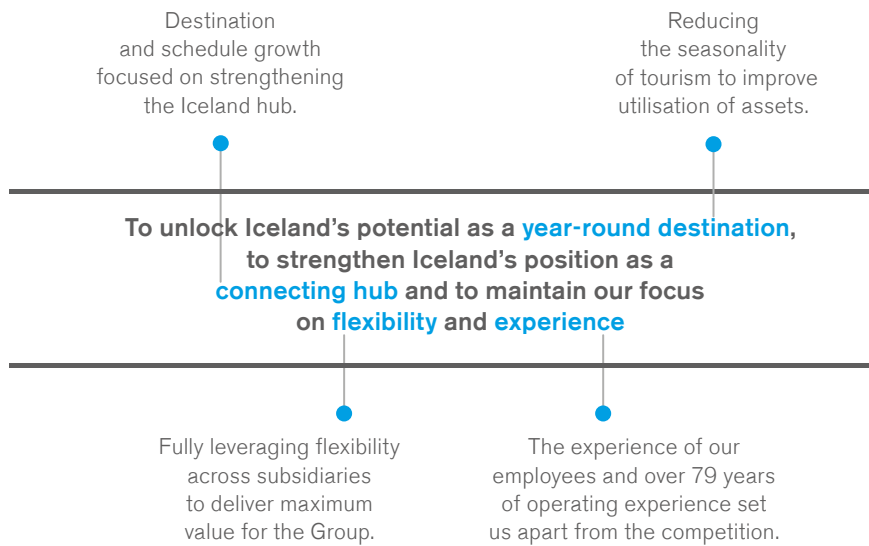 Destination
and schedule growth
focused on strengthening
the Iceland hub.
Reducing
the seasonality
of tourism to improve
utilisation of assets.
To unlock Iceland's potential as a year-round destination,
to strengthen Iceland's position as a
connecting hub and to maintain our focus
on flexibility and experience
Fully leveraging flexibility
across subsidiaries
to deliver maximum
value for the Group.
The experience of our
employees and over 79 years
of operating experience set
us apart from the competition.